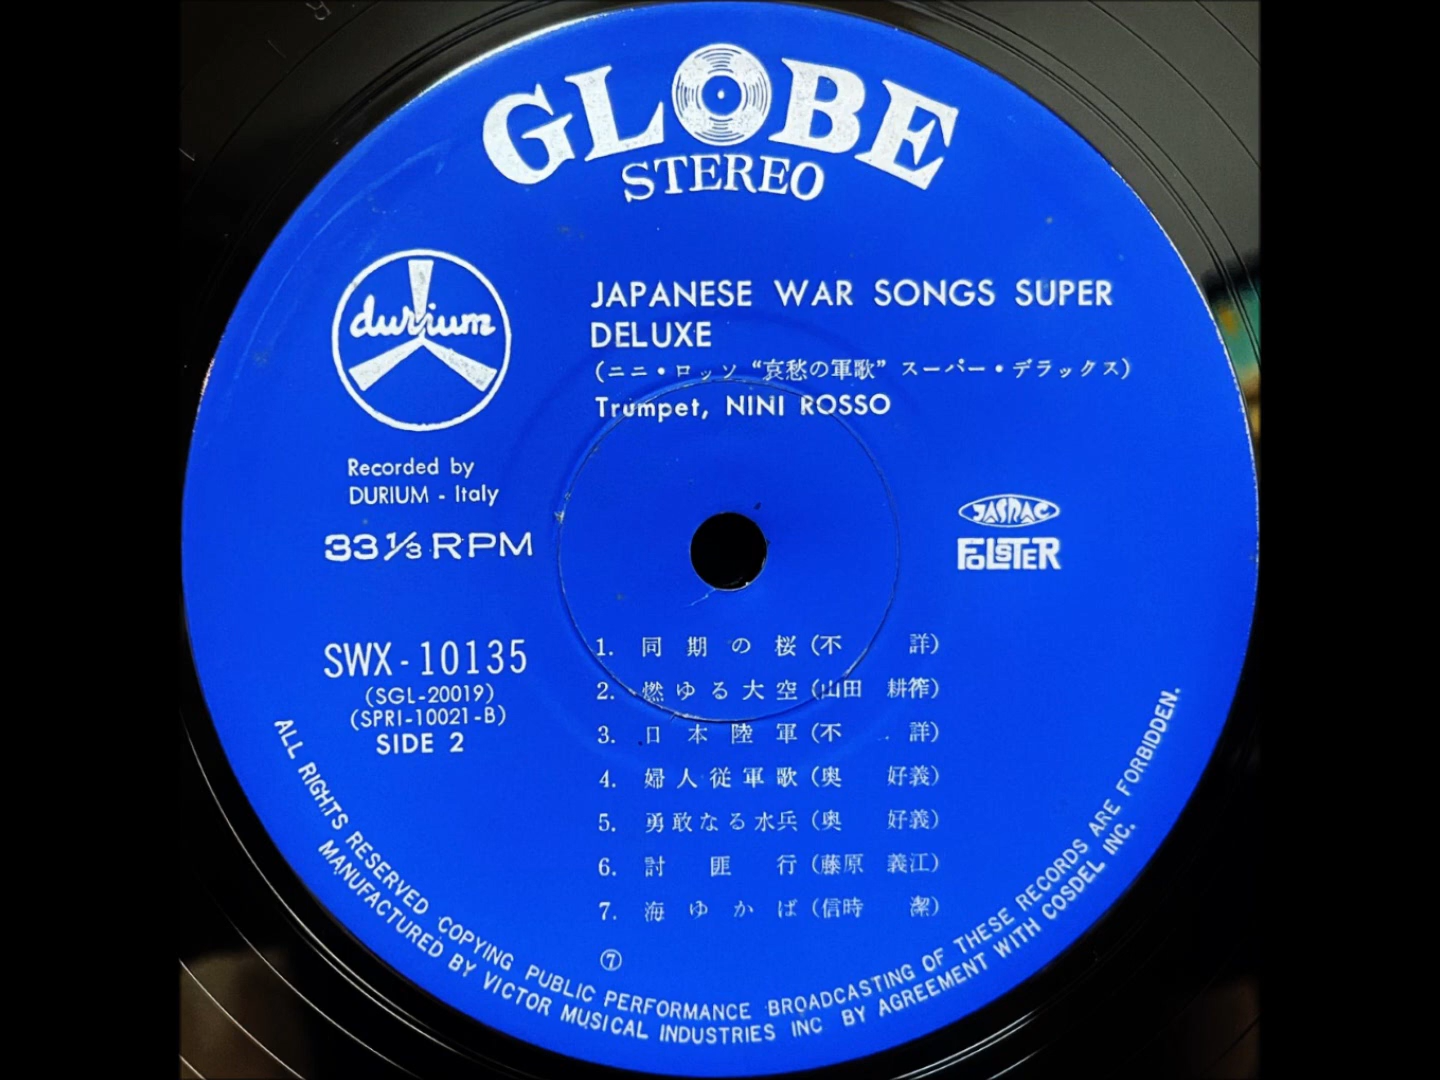 GLOBE
STEREO
durium
JAPANESE WAR SONGS SUPER
DELUXE
(ニニ・ロッソ “哀愁の軍歌” スーパー・デラックス)
Trumpet, NINI ROSSO
Recorded by
DURIUM - Italy
33⅓ RPM
JASRAC
FOLSTER
SWX-10135
(SGL-20019)
(SPRI-10021-B)
SIDE 2
1. 同期の桜 (不 詳)
2. 燃ゆる大空 (山田 耕筰)
3. 日本陸軍 (不 詳)
4. 婦人従軍歌 (奥 好義)
5. 勇敢なる水兵 (奥 好義)
6. 討匪行 (藤原 義江)
7. 海ゆかば (信時 潔)
⑦
ALL RIGHTS RESERVED COPYING PUBLIC PERFORMANCE BROADCASTING OF THESE RECORDS ARE FORBIDDEN.
MANUFACTURED BY VICTOR MUSICAL INDUSTRIES INC BY AGREEMENT WITH COSDEL INC.